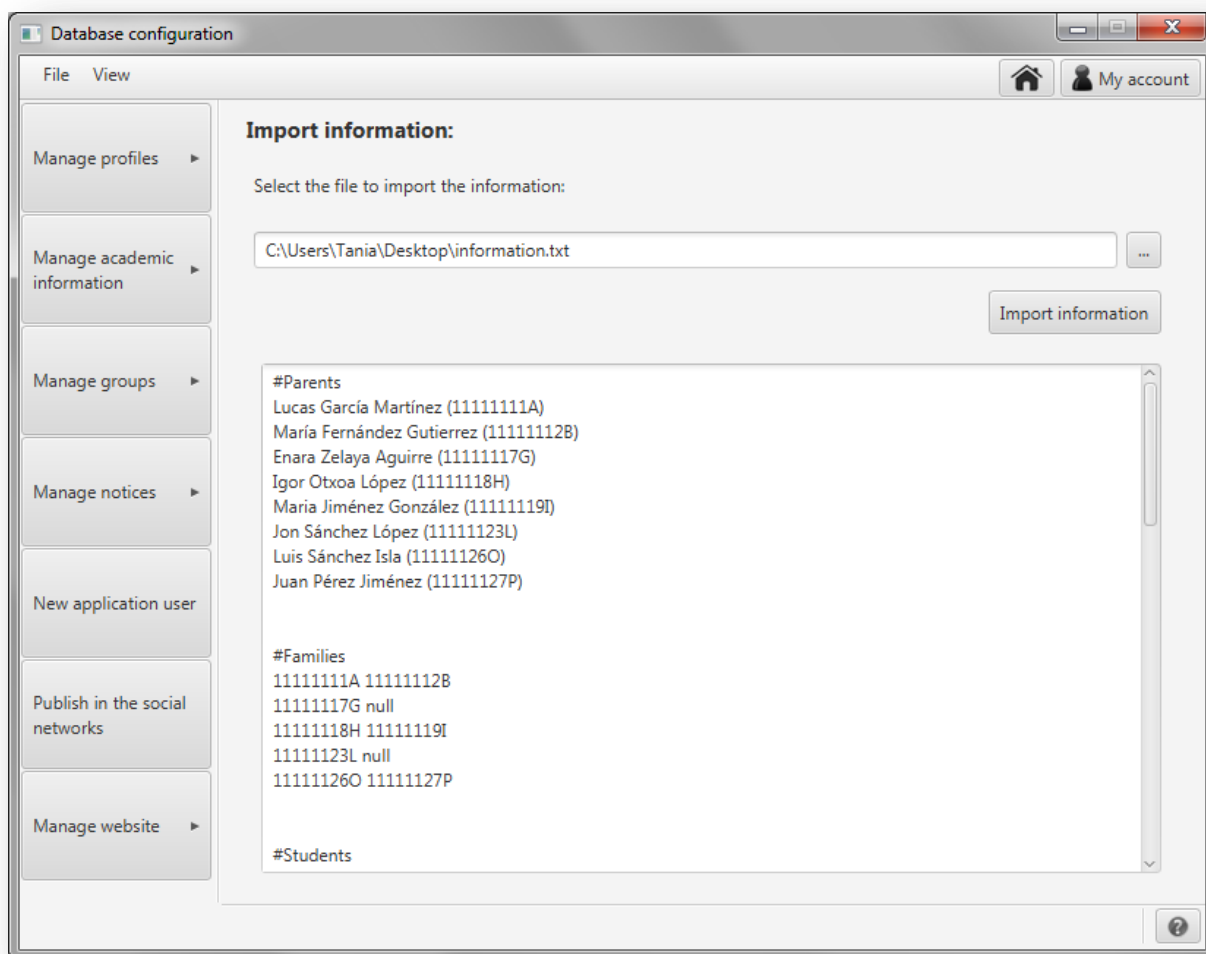 Database configuration
File View
My account
Manage profiles
Manage academic
information
Manage groups
Manage notices
New application user
Publish in the social
networks
Manage website
Import information:
Select the file to import the information:
C:\Users\Tania\Desktop\information.txt
...
Import information
#Parents
Lucas García Martínez (11111111A)
María Fernández Gutierrez (11111112B)
Enara Zelaya Aguirre (11111117G)
Igor Otxoa López (11111118H)
Maria Jiménez González (11111119I)
Jon Sánchez López (11111123L)
Luis Sánchez Isla (11111126O)
Juan Pérez Jiménez (11111127P)
#Families
11111111A 11111112B
11111117G null
11111118H 11111119I
11111123L null
11111126O 11111127P
#Students